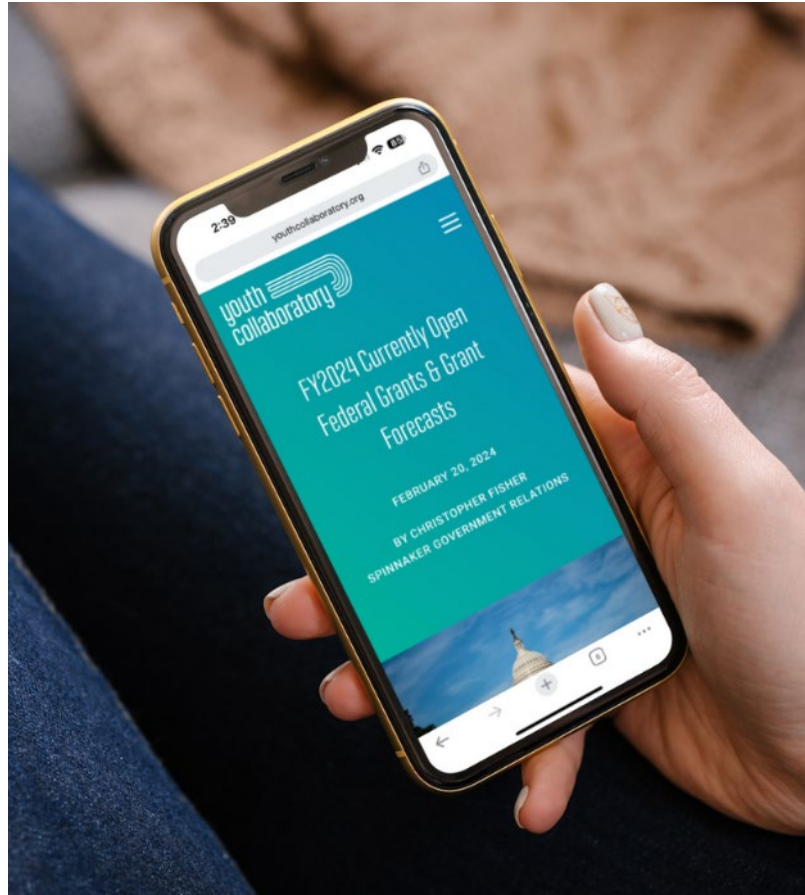 2:39
85
youthcollaboratory.org
youth
collaboratory
FY2024 Currently Open
Federal Grants & Grant
Forecasts
FEBRUARY 20, 2024
BY CHRISTOPHER FISHER
SPINNAKER GOVERNMENT RELATIONS